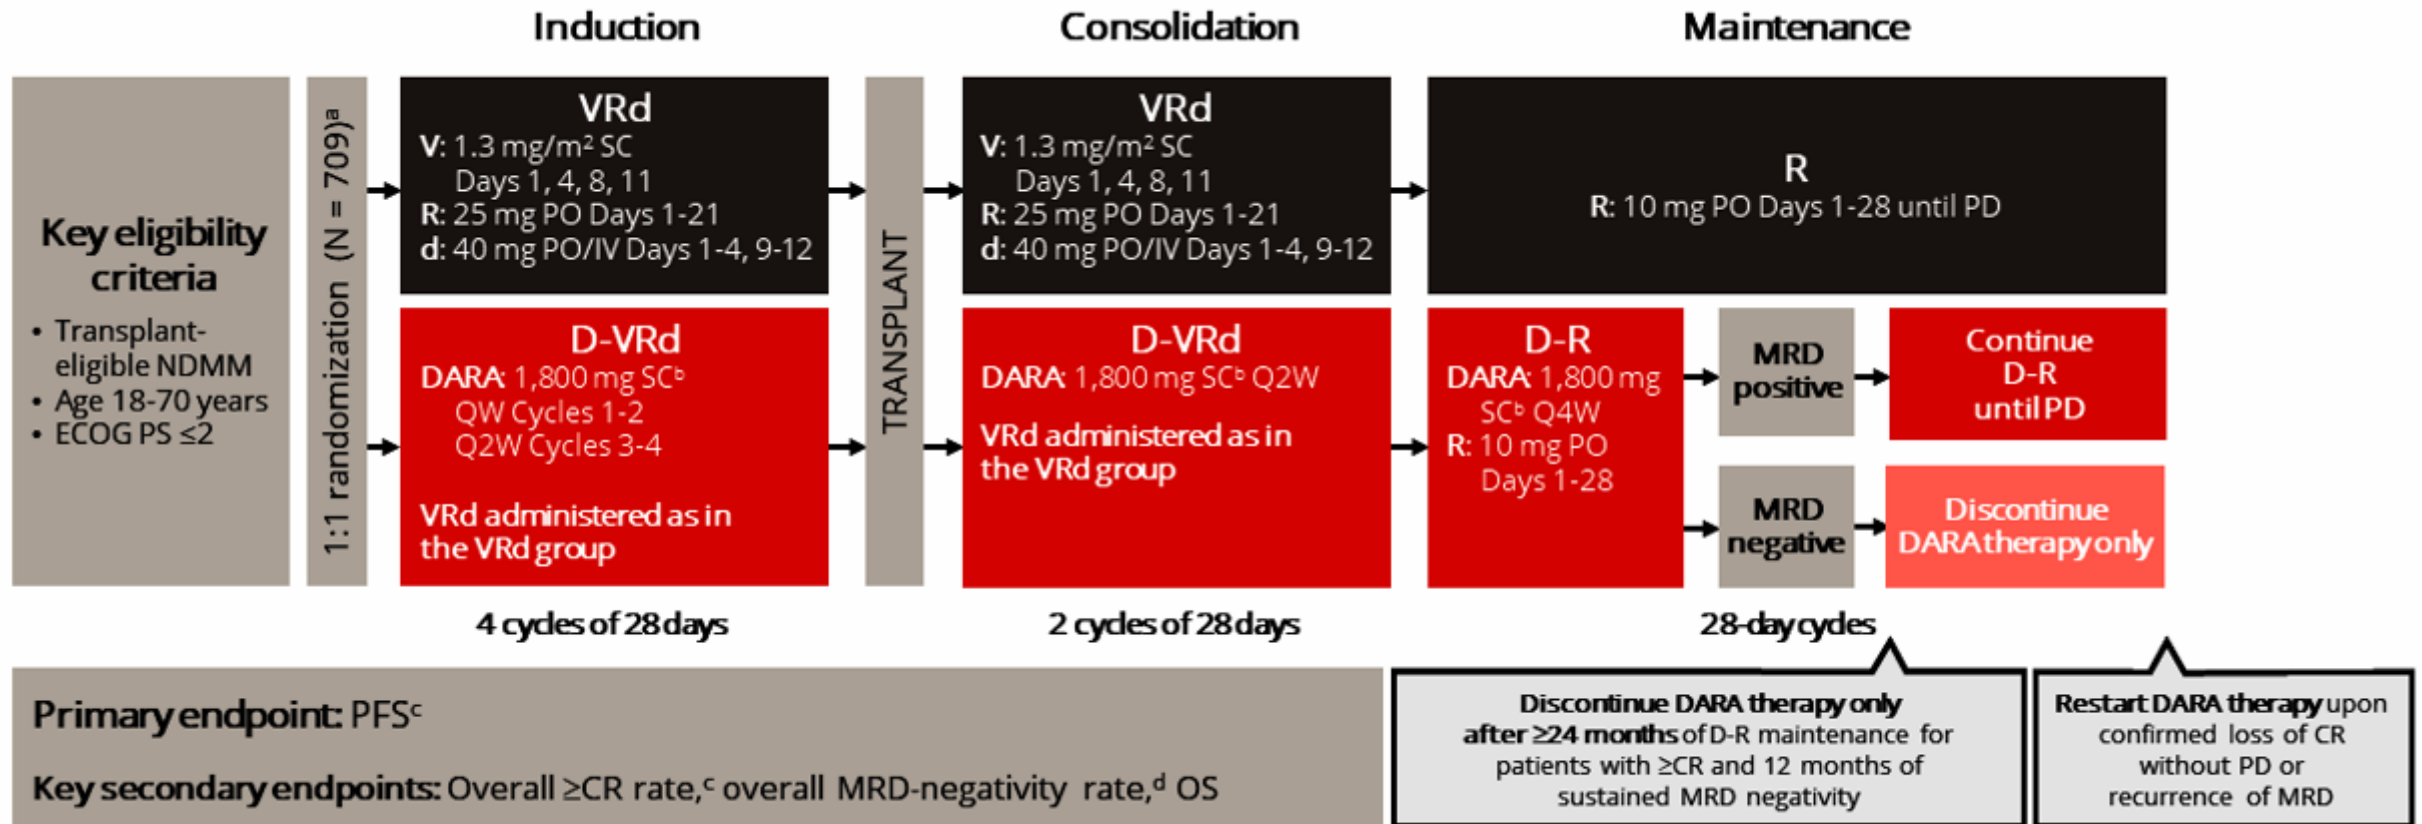 Induction
Consolidation
Maintenance
Key eligibility
criteria
• Transplant-
eligible NDMM
• Age 18-70 years
• ECOG PS ≤2
1:1 randomization (N = 709)ᵃ
VRd
V: 1.3 mg/m² SC
Days 1, 4, 8, 11
R: 25 mg PO Days 1-21
d: 40 mg PO/IV Days 1-4, 9-12
D-VRd
DARA: 1,800 mg SCᵇ
QW Cycles 1-2
Q2W Cycles 3-4
VRd administered as in
the VRd group
4 cycles of 28 days
TRANSPLANT
VRd
V: 1.3 mg/m² SC
Days 1, 4, 8, 11
R: 25 mg PO Days 1-21
d: 40 mg PO/IV Days 1-4, 9-12
D-VRd
DARA: 1,800 mg SCᵇ Q2W
VRd administered as in
the VRd group
2 cycles of 28 days
R
R: 10 mg PO Days 1-28 until PD
D-R
DARA: 1,800 mg
SCᵇ Q4W
R: 10 mg PO
Days 1-28
MRD
positive
Continue
D-R
until PD
MRD
negative
Discontinue
DARA therapy only
28-day cycles
Primary endpoint: PFSᶜ
Key secondary endpoints: Overall ≥CR rate,ᶜ overall MRD-negativity rate,ᵈ OS
Discontinue DARA therapy only
after ≥24 months of D-R maintenance for
patients with ≥CR and 12 months of
sustained MRD negativity
Restart DARA therapy upon
confirmed loss of CR
without PD or
recurrence of MRD